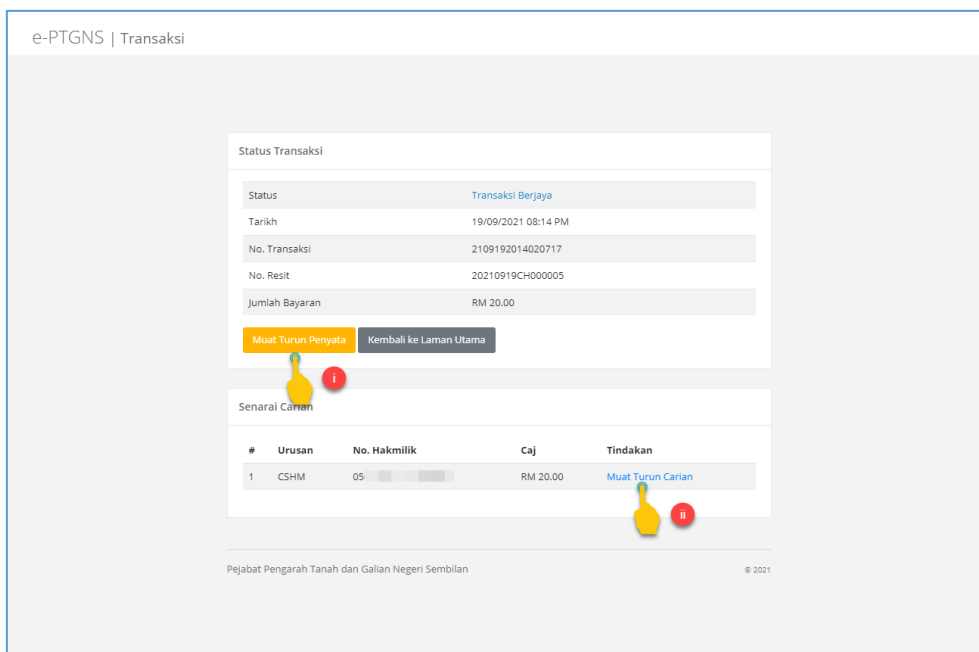 e-PTGNS | Transaksi
Status Transaksi
Status Transaksi Berjaya
Tarikh 19/09/2021 08:14 PM
No. Transaksi 2109192014020717
No. Resit 20210919CH000005
Jumlah Bayaran RM 20.00
Muat Turun Penyata Kembali ke Laman Utama
i
Senarai Carian
# Urusan No. Hakmilik Caj Tindakan
1 CSHM 05 RM 20.00 Muat Turun Carian
ii
Pejabat Pengarah Tanah dan Galian Negeri Sembilan © 2021